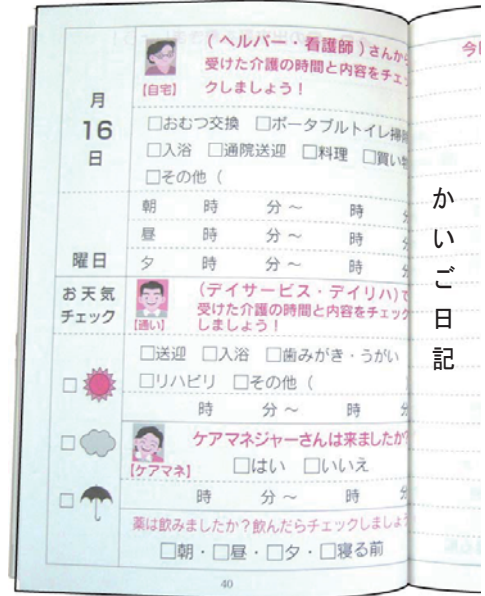 月
16
日
曜日
お天気
チェック
(ヘルパー・看護師)さんから
受けた介護の時間と内容をチェッ
クしましょう!
【自宅】
□おむつ交換 □ポータブルトイレ掃除
□入浴 □通院送迎 □料理 □買い物
□その他(
朝 時 分~ 時 分
昼 時 分~ 時 分
夕 時 分~ 時 分
(デイサービス・デイリハ)で
受けた介護の時間と内容をチェック
しましょう!
【通い】
□送迎 □入浴 □歯みがき・うがい
□リハビリ □その他(
時 分~ 時 分
ケアマネジャーさんは来ましたか?
【ケアマネ】
□はい □いいえ
時 分~ 時 分
薬は飲みましたか?飲んだらチェックしましょう
□朝・□昼・□夕・□寝る前
40
かいご日記